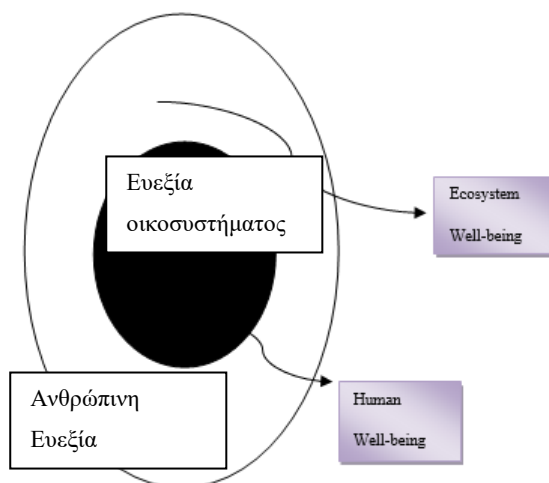 Ευεξία
οικοσυστήματος
Ecosystem
Well-being
Ανθρώπινη
Ευεξία
Human
Well-being